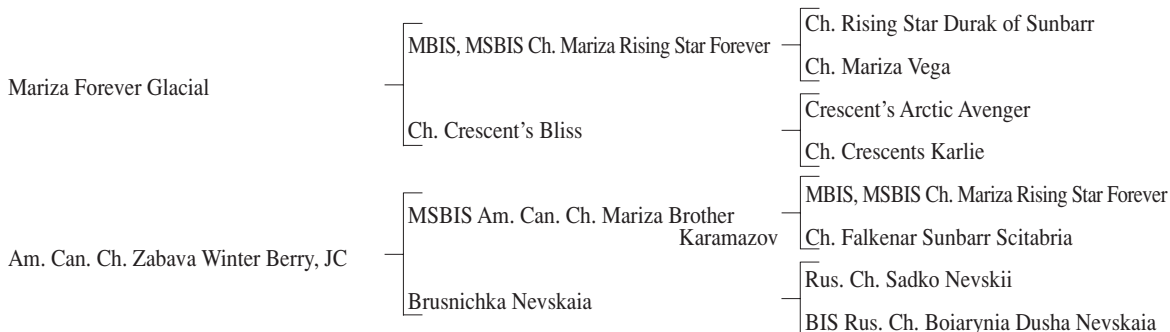 Ch. Rising Star Durak of Sunbarr
MBIS, MSBIS Ch. Mariza Rising Star Forever
Ch. Mariza Vega
Mariza Forever Glacial
Crescent's Arctic Avenger
Ch. Crescent's Bliss
Ch. Crescents Karlie
MBIS, MSBIS Ch. Mariza Rising Star Forever
MSBIS Am. Can. Ch. Mariza Brother
Karamazov
Ch. Falkenar Sunbarr Scitabria
Am. Can. Ch. Zabava Winter Berry, JC
Rus. Ch. Sadko Nevskii
Brusnichka Nevskaia
BIS Rus. Ch. Boiarynia Dusha Nevskaia